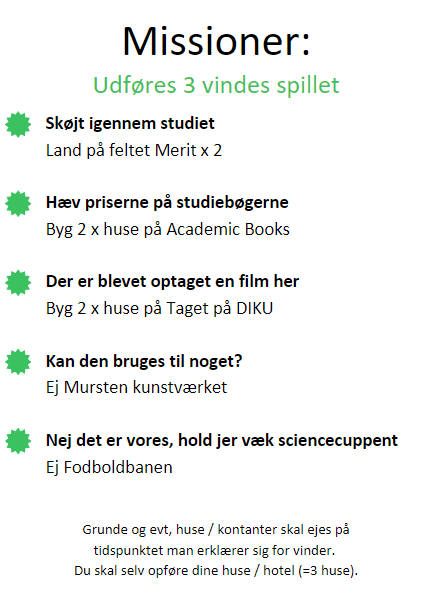 Missioner:
Udføres 3 vindes spillet
Skøjt igennem studiet
Land på feltet Merit x 2
Hæv priserne på studiebøgerne
Byg 2 x huse på Academic Books
Der er blevet optaget en film her
Byg 2 x huse på Taget på DIKU
Kan den bruges til noget?
Ej Mursten kunstværket
Nej det er vores, hold jer væk sciencecuppent
Ej Fodboldbanen
Grunde og evt, huse / kontanter skal ejes på
tidspunktet man erklærer sig for vinder.
Du skal selv opføre dine huse / hotel (=3 huse).